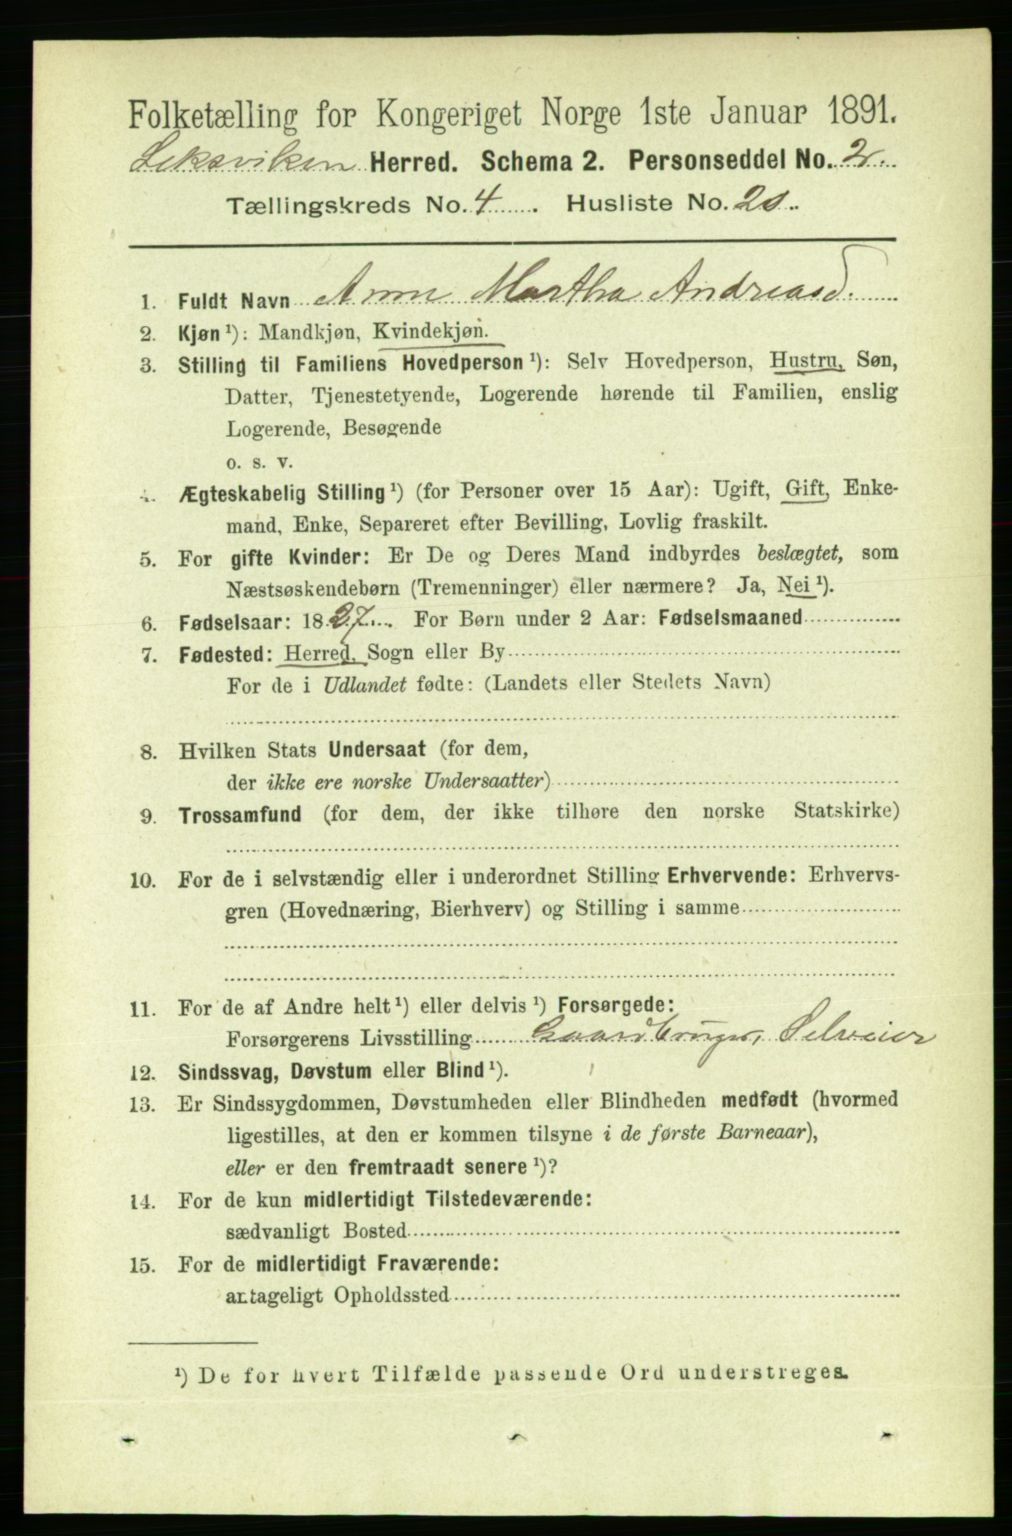 Folketælling for Kongeriget Norge 1ste Januar 1891.
Leksviken Herred. Schema 2. Personseddel No. 2
Tællingskreds No. 4 . Husliste No. 20.
1. Fuldt Navn Anne Martha Andreasd.
2. Kjøn ¹): Mandkjøn, Kvindekjøn.
3. Stilling til Familiens Hovedperson ¹): Selv Hovedperson, Hustru, Søn,
Datter, Tjenestetyende, Logerende hørende til Familien, enslig
Logerende, Besøgende
o. s. v.
4. Ægteskabelig Stilling ¹) (for Personer over 15 Aar): Ugift, Gift, Enke-
mand, Enke, Separeret efter Bevilling, Lovlig fraskilt.
5. For gifte Kvinder: Er De og Deres Mand indbyrdes beslægtet, som
Næstsøskendebørn (Tremenninger) eller nærmere? Ja, Nei ¹).
6. Fødselsaar: 1827. For Børn under 2 Aar: Fødselsmaaned
7. Fødested: Herred, Sogn eller By
For de i Udlandet fødte: (Landets eller Stedets Navn)
8. Hvilken Stats Undersaat (for dem,
der ikke ere norske Undersaatter)
9. Trossamfund (for dem, der ikke tilhøre den norske Statskirke)
10. For de i selvstændig eller i underordnet Stilling Erhvervende: Erhvervs-
gren (Hovednæring, Bierhverv) og Stilling i samme
11. For de af Andre helt ¹) eller delvis ¹) Forsørgede:
Forsørgerens Livsstilling Gaardbruger, Selveier
12. Sindssvag, Døvstum eller Blind ¹).
13. Er Sindssygdommen, Døvstumheden eller Blindheden medfødt (hvormed
ligestilles, at den er kommen tilsyne i de første Barneaar),
eller er den fremtraadt senere ¹)?
14. For de kun midlertidigt Tilstedeværende:
sædvanligt Bosted
15. For de midlertidigt Fraværende:
antageligt Opholdssted
¹) De for hvert Tilfælde passende Ord understreges.